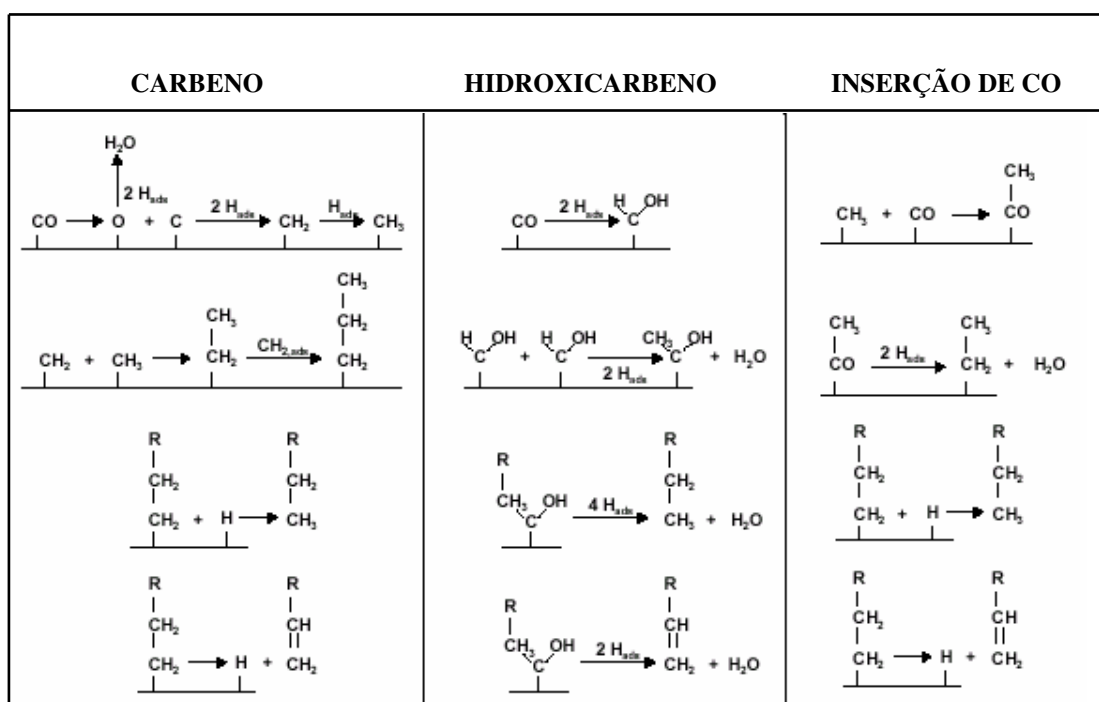 CARBENO
HIDROXICARBENO
INSERÇÃO DE CO
H₂O
2 Hads
CO O + C 2 Hads CH₂ Hads CH₃
CH₃
CH₂
CH₂ + CH₃ CH₃ CH₂ CH₂,ads CH₂
R R
CH₂ CH₂
CH₂ + H CH₃
R R
CH₂ CH
CH₂ H + CH₂
H OH
CO 2 Hads C
H OH H OH CH₃ OH
C + C 2 Hads C + H₂O
R R
CH₃ OH CH₂
C 4 Hads CH₃ + H₂O
R R
CH₃ OH CH
C 2 Hads CH₂ + H₂O
CH₃
CH₃ + CO CO
CH₃ CH₃
CO 2 Hads CH₂ + H₂O
R R
CH₂ CH₂
CH₂ + H CH₃
R R
CH₂ CH
CH₂ H + CH₂